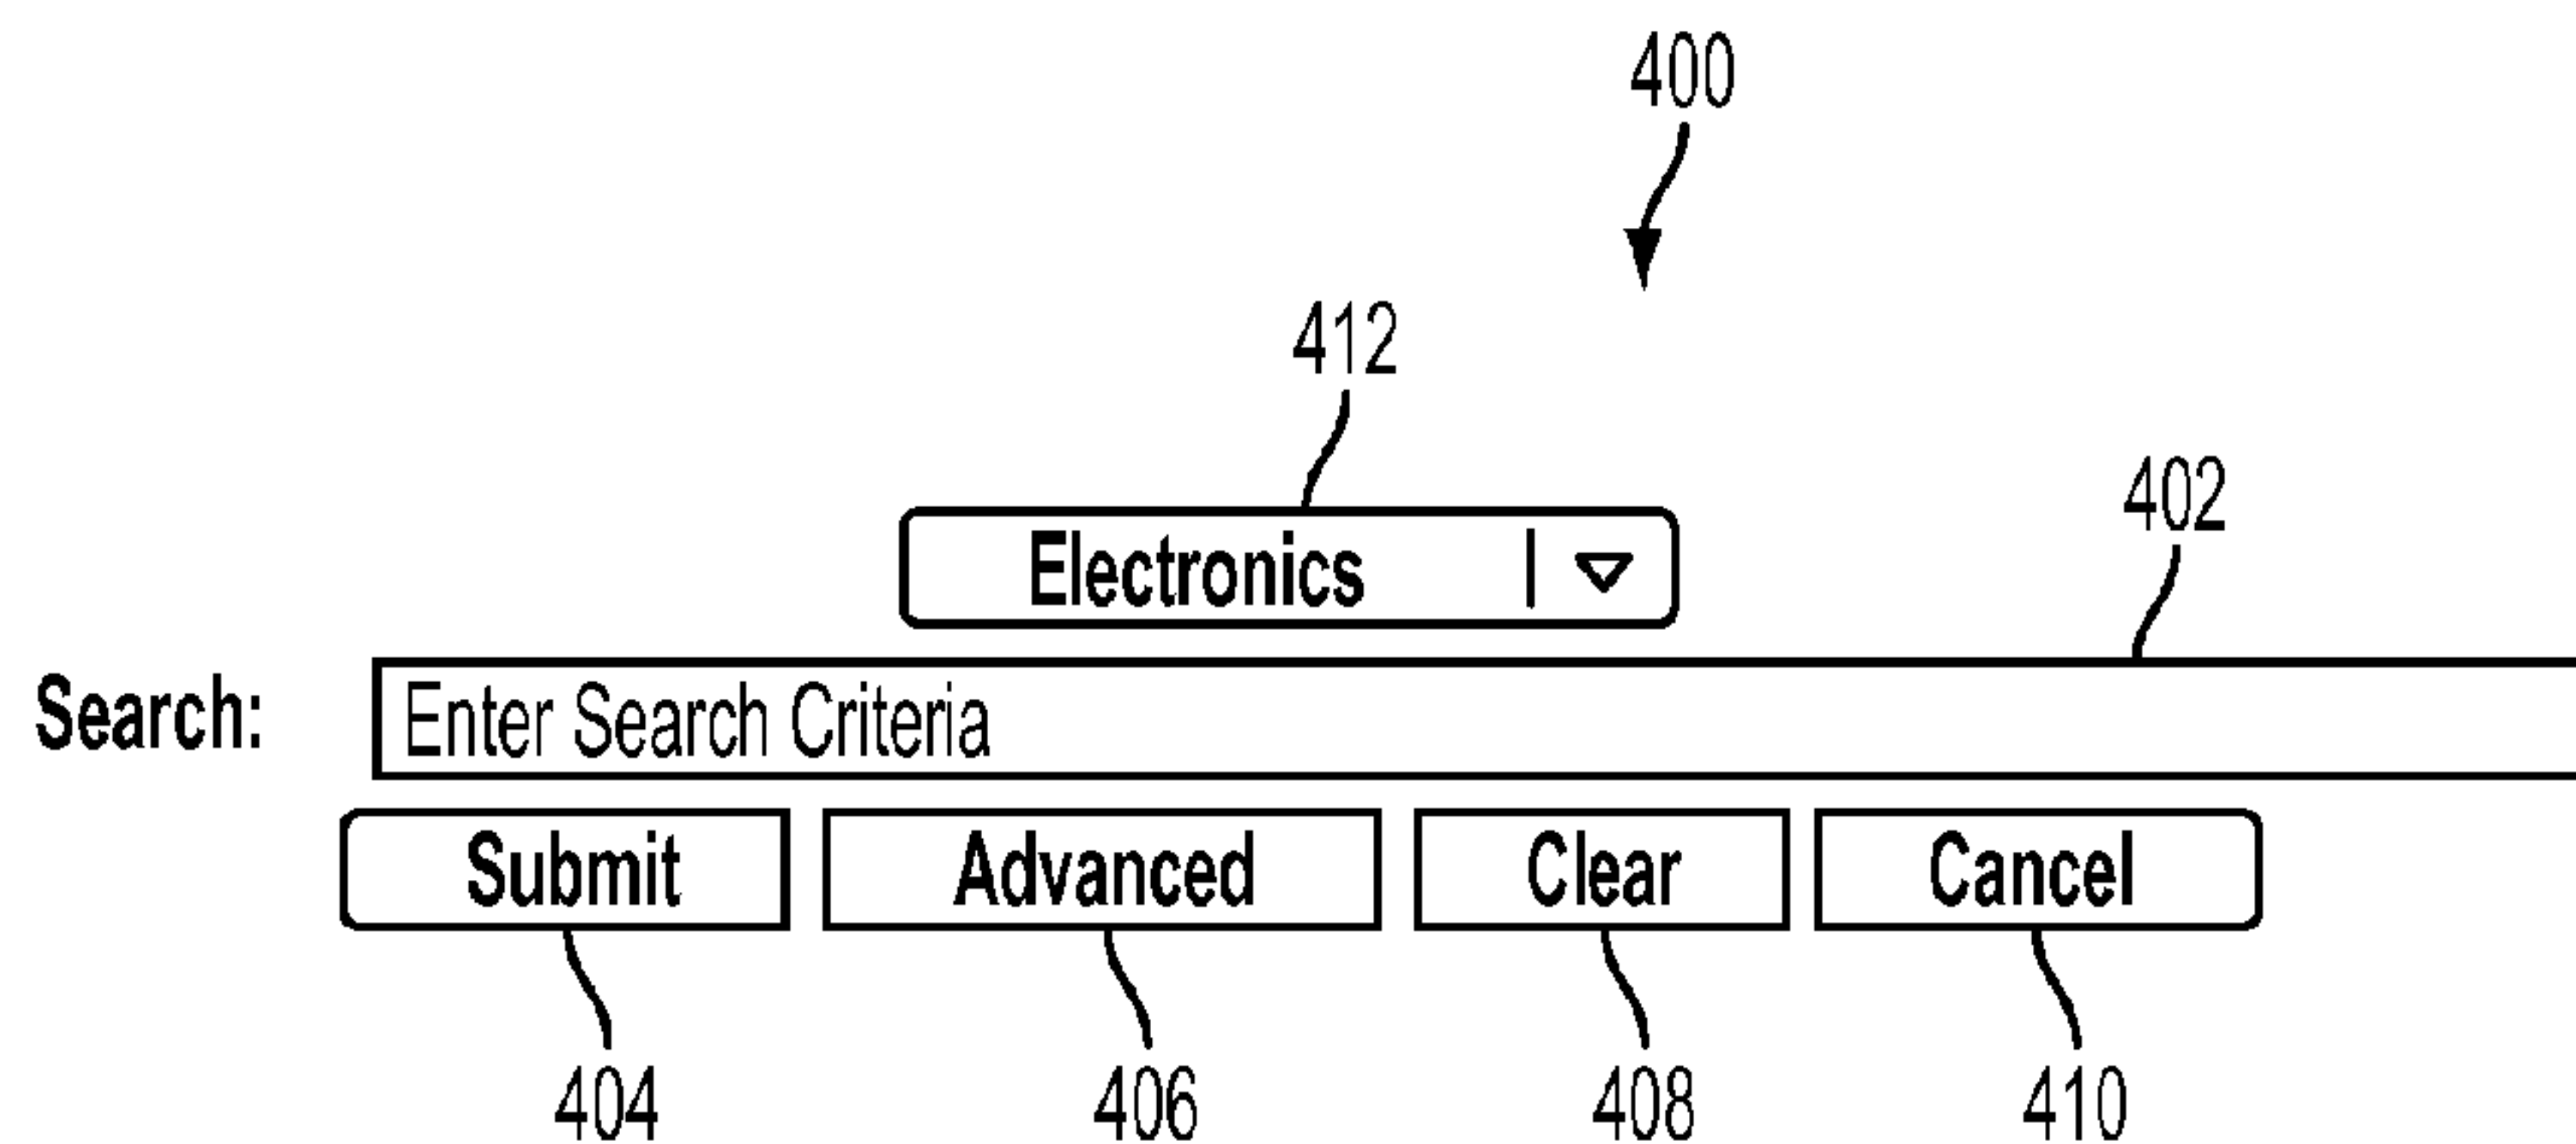 400
412
402
Electronics
Search: Enter Search Criteria
Submit Advanced Clear Cancel
404 406 408 410